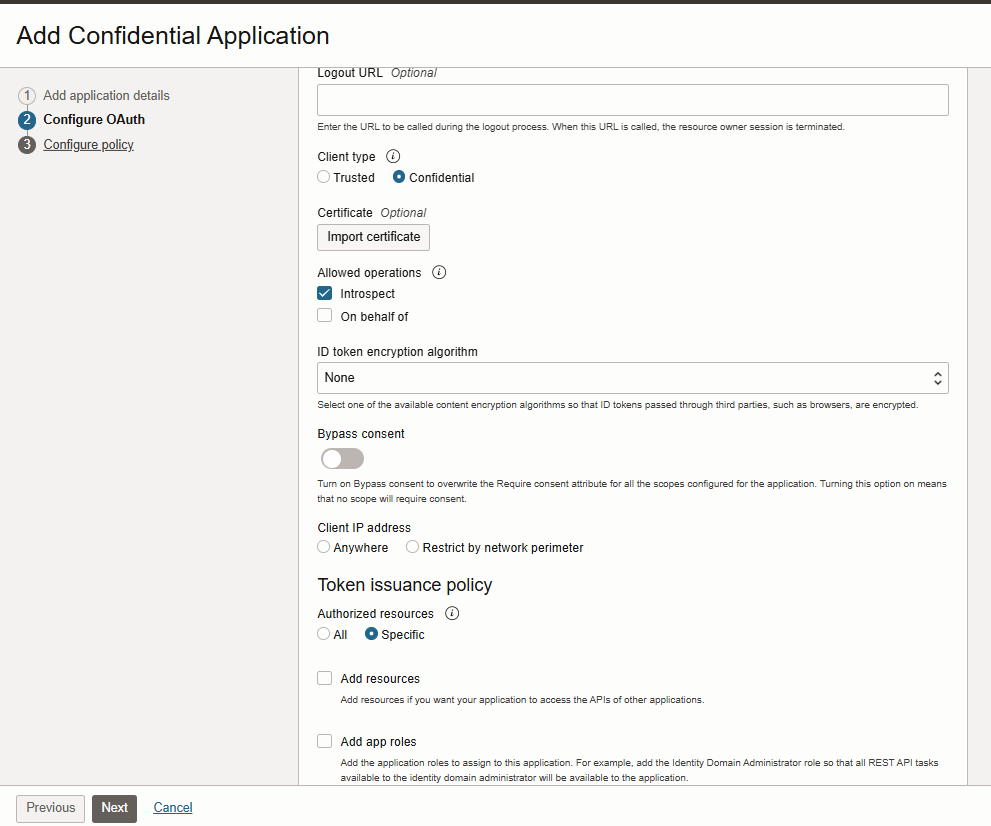 Add Confidential Application
1 Add application details
2 Configure OAuth
3 Configure policy
Logout URL Optional
Enter the URL to be called during the logout process. When this URL is called, the resource owner session is terminated.
Client type i
Trusted Confidential
Certificate Optional
Import certificate
Allowed operations i
Introspect
On behalf of
ID token encryption algorithm
None
Select one of the available content encryption algorithms so that ID tokens passed through third parties, such as browsers, are encrypted.
Bypass consent
Turn on Bypass consent to overwrite the Require consent attribute for all the scopes configured for the application. Turning this option on means
that no scope will require consent.
Client IP address
Anywhere Restrict by network perimeter
Token issuance policy
Authorized resources i
All Specific
Add resources
Add resources if you want your application to access the APIs of other applications.
Add app roles
Add the application roles to assign to this application. For example, add the Identity Domain Administrator role so that all REST API tasks
available to the identity domain administrator will be available to the application.
Previous Next Cancel